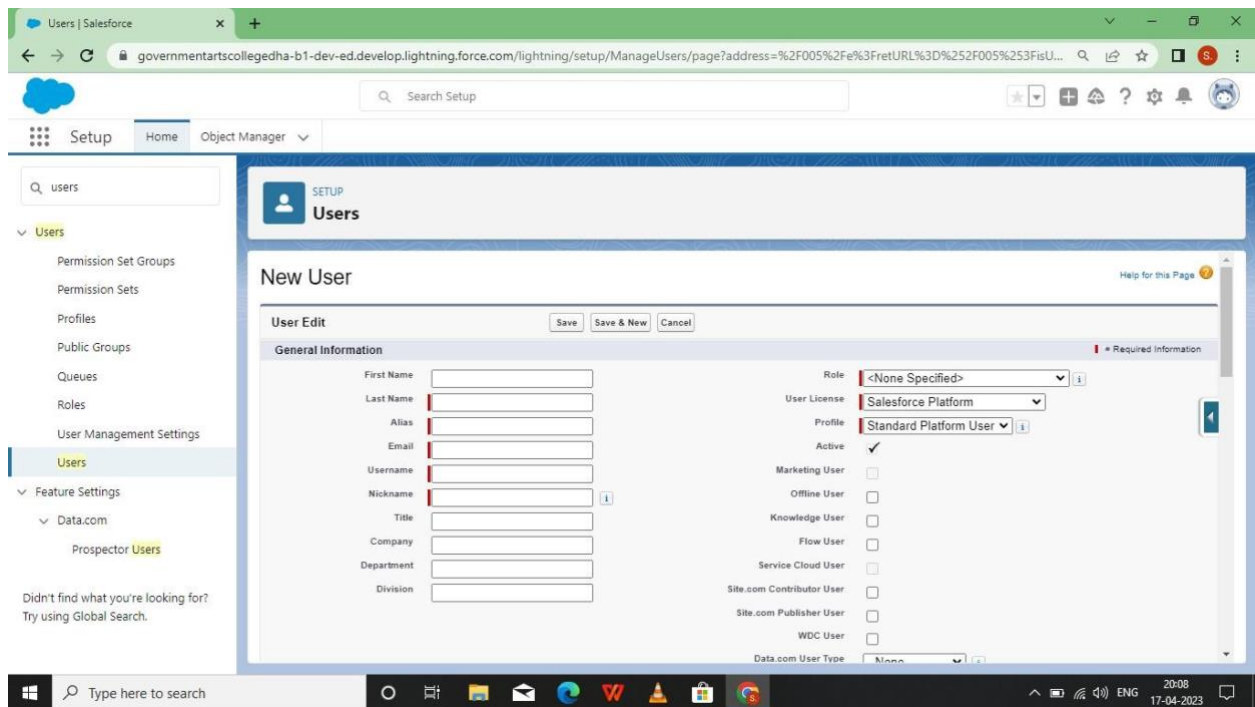 Users | Salesforce
governmentartscollegedha-b1-dev-ed.develop.lightning.force.com/lightning/setup/ManageUsers/page?address=%2F005%2Fe%3FretURL%3D%252F005%253FisU...
S.
Search Setup
Setup Home Object Manager
users
Users
Permission Set Groups
Permission Sets
Profiles
Public Groups
Queues
Roles
User Management Settings
Users
Feature Settings
Data.com
Prospector Users
Didn't find what you're looking for?
Try using Global Search.
SETUP
Users
New User
Help for this Page
User Edit Save Save & New Cancel
General Information = Required Information
First Name
Last Name
Alias
Email
Username
Nickname
Title
Company
Department
Division
Role <None Specified>
User License Salesforce Platform
Profile Standard Platform User
Active
Marketing User
Offline User
Knowledge User
Flow User
Service Cloud User
Site.com Contributor User
Site.com Publisher User
WDC User
Data.com User Type
Type here to search
ENG
20:08
17-04-2023